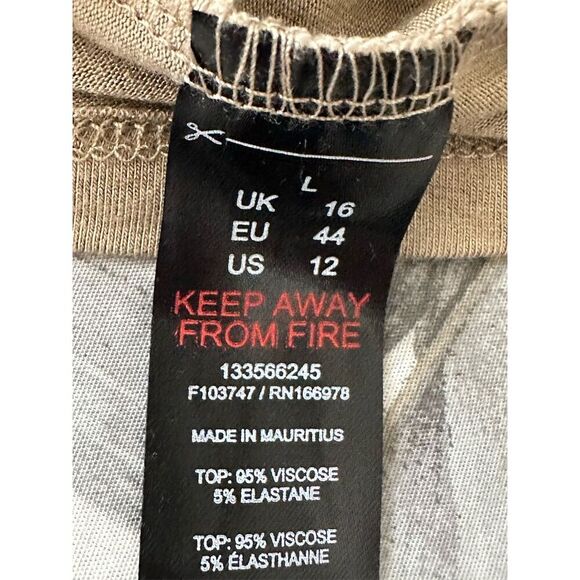 L
UK 16
EU 44
US 12
KEEP AWAY
FROM FIRE
133566245
F103747 / RN166978
MADE IN MAURITIUS
TOP: 95% VISCOSE
5% ELASTANE
TOP: 95% VISCOSE
5% ÉLASTHANNE